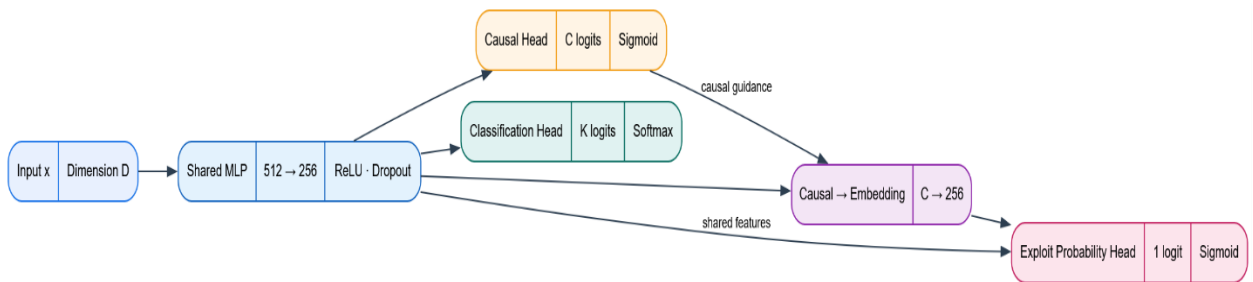 Causal Head C logits Sigmoid
causal guidance
Classification Head K logits Softmax
Input x Dimension D
Shared MLP 512 → 256 ReLU · Dropout
Causal → Embedding C → 256
shared features
Exploit Probability Head 1 logit Sigmoid